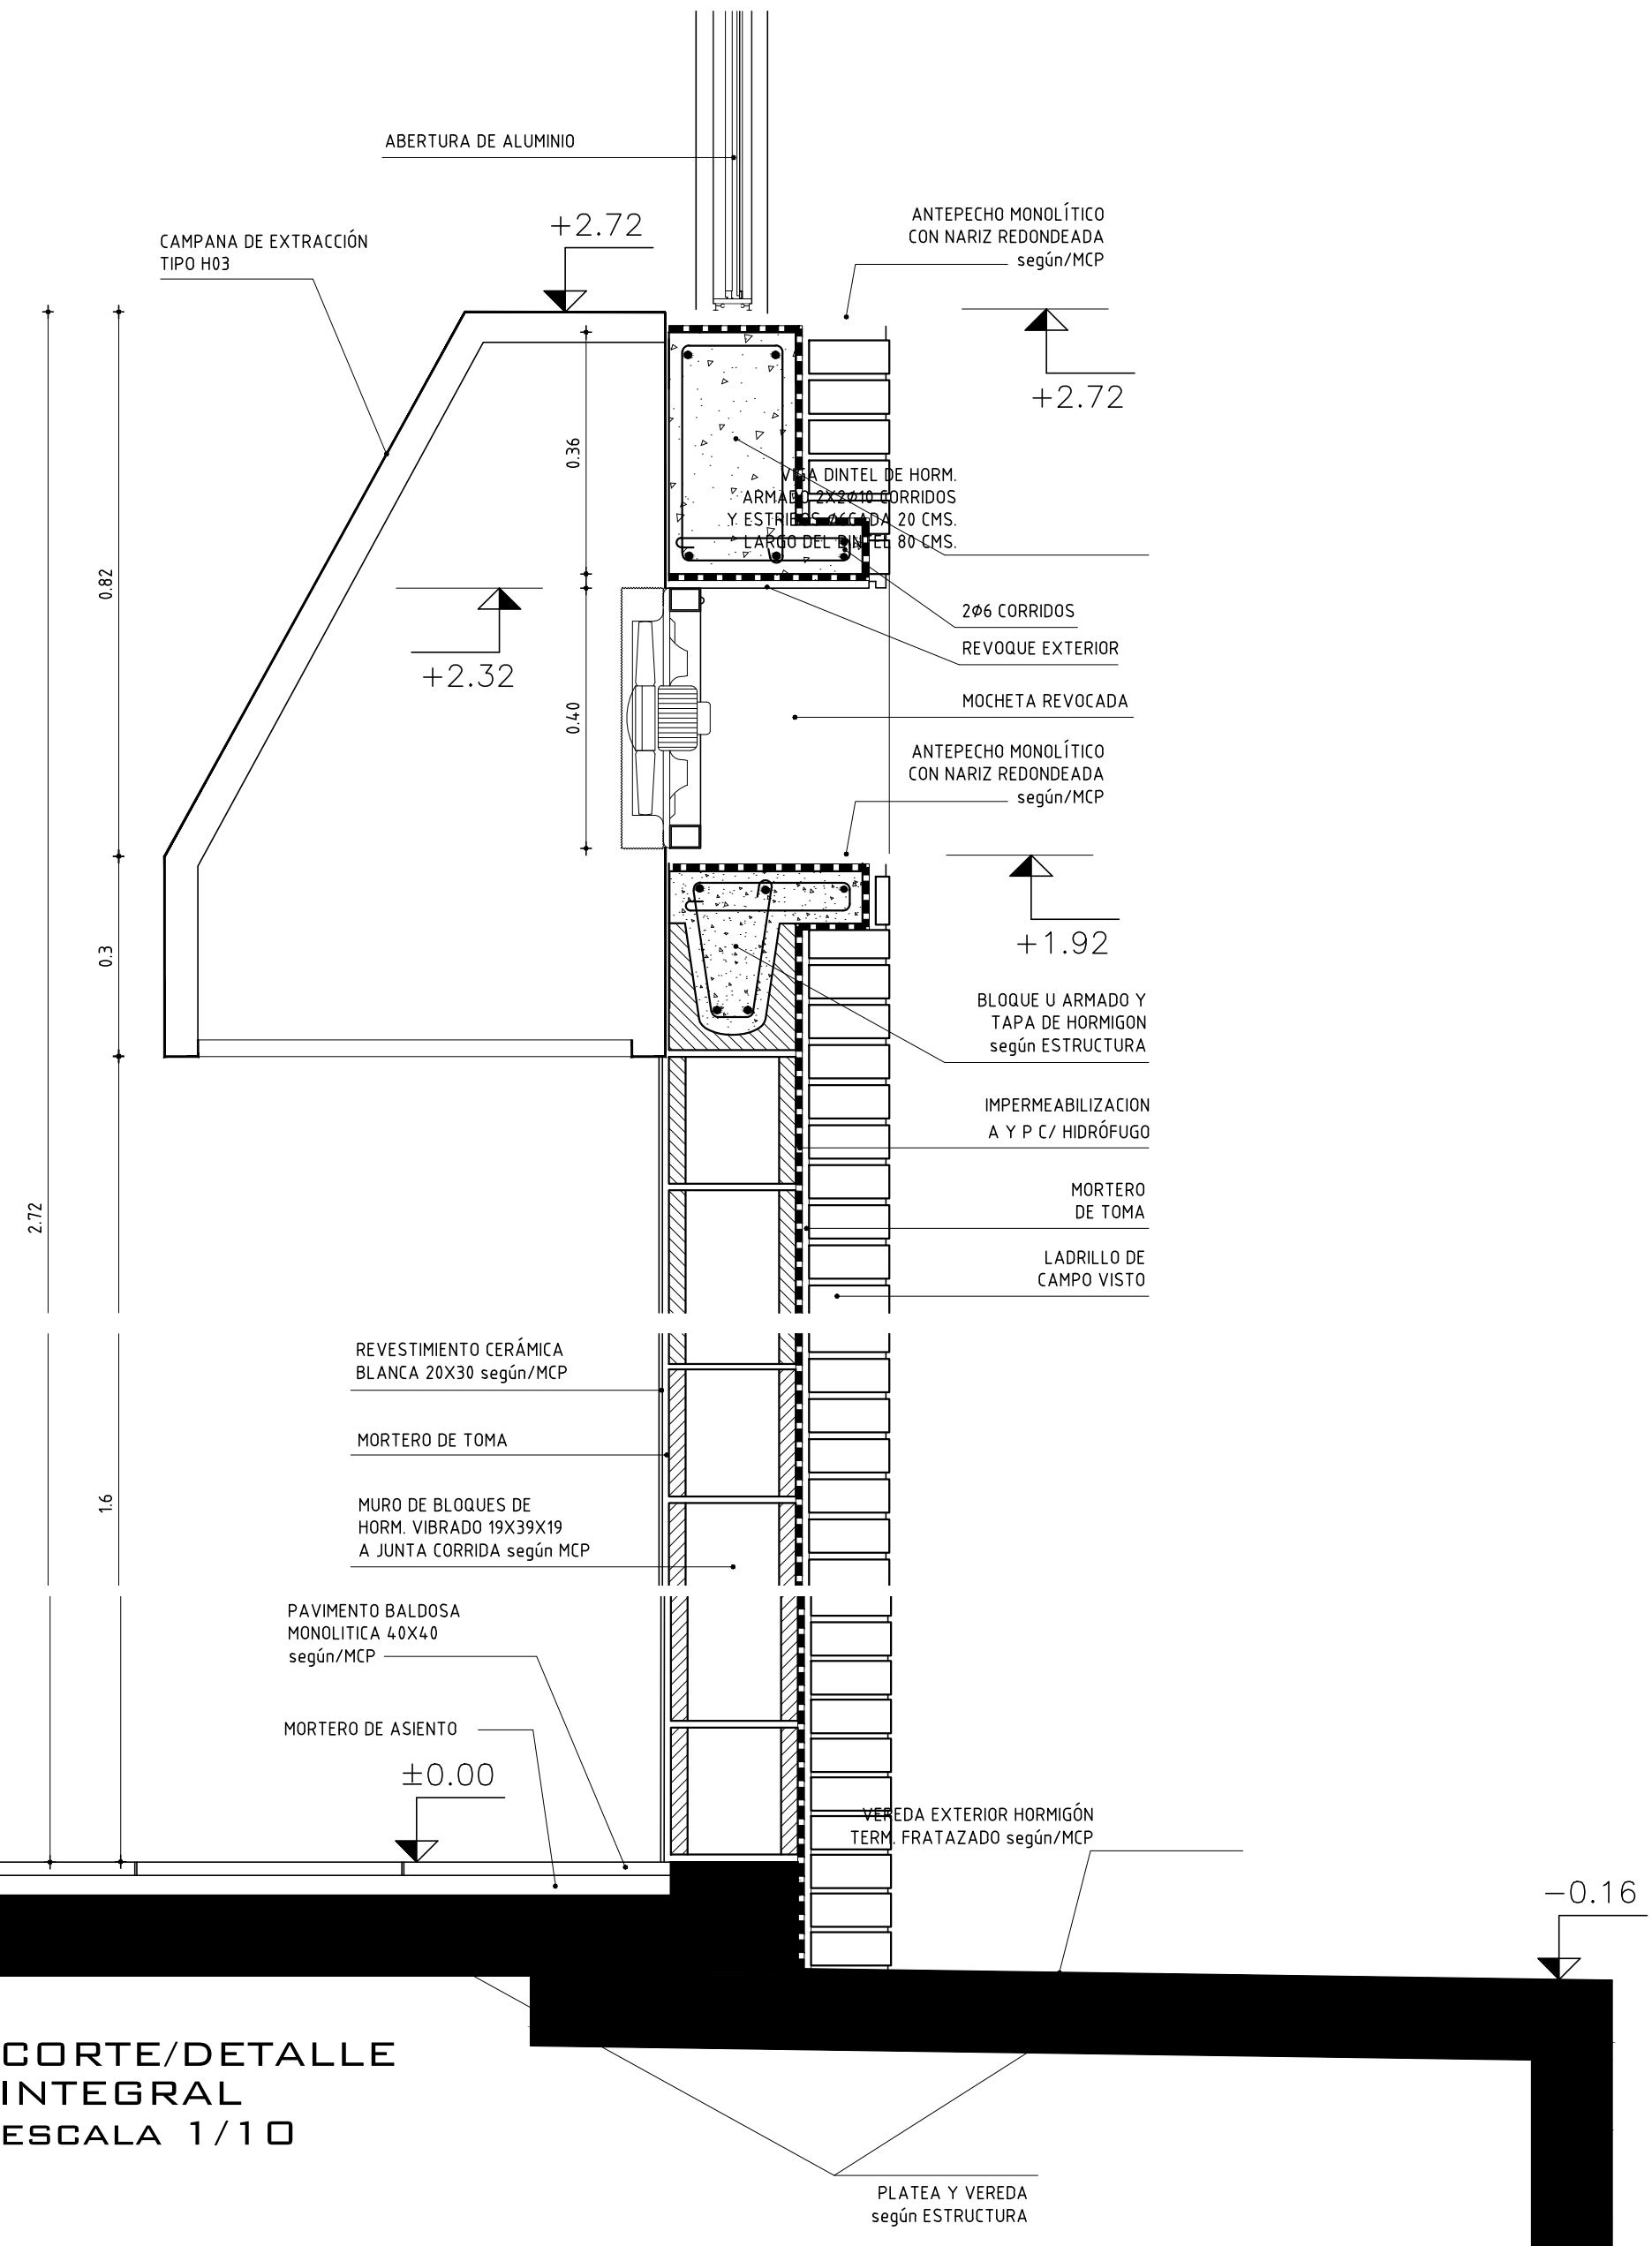 ABERTURA DE ALUMINIO
ANTEPECHO MONOLÍTICO
CON NARIZ REDONDEADA
según/MCP
+2.72
CAMPANA DE EXTRACCIÓN
TIPO H03
+2.72
0.36
VIGA DINTEL DE HORM.
ARMADO 2X2Ø10 CORRIDOS
Y ESTRIBOS Ø6 CADA 20 CMS.
LARGO DEL DINTEL 80 CMS.
0.82
2Ø6 CORRIDOS
REVOQUE EXTERIOR
+2.32
MOCHETA REVOCADA
0.40
ANTEPECHO MONOLÍTICO
CON NARIZ REDONDEADA
según/MCP
+1.92
0.3
BLOQUE U ARMADO Y
TAPA DE HORMIGON
según ESTRUCTURA
IMPERMEABILIZACION
A Y P C/ HIDRÓFUGO
MORTERO
DE TOMA
2.72
LADRILLO DE
CAMPO VISTO
REVESTIMIENTO CERÁMICA
BLANCA 20X30 según/MCP
MORTERO DE TOMA
1.6
MURO DE BLOQUES DE
HORM. VIBRADO 19X39X19
A JUNTA CORRIDA según MCP
PAVIMENTO BALDOSA
MONOLITICA 40X40
según/MCP
MORTERO DE ASIENTO
±0.00
VEREDA EXTERIOR HORMIGÓN
TERM. FRATAZADO según/MCP
-0.16
CORTE/DETALLE
INTEGRAL
ESCALA 1/10
PLATEA Y VEREDA
según ESTRUCTURA